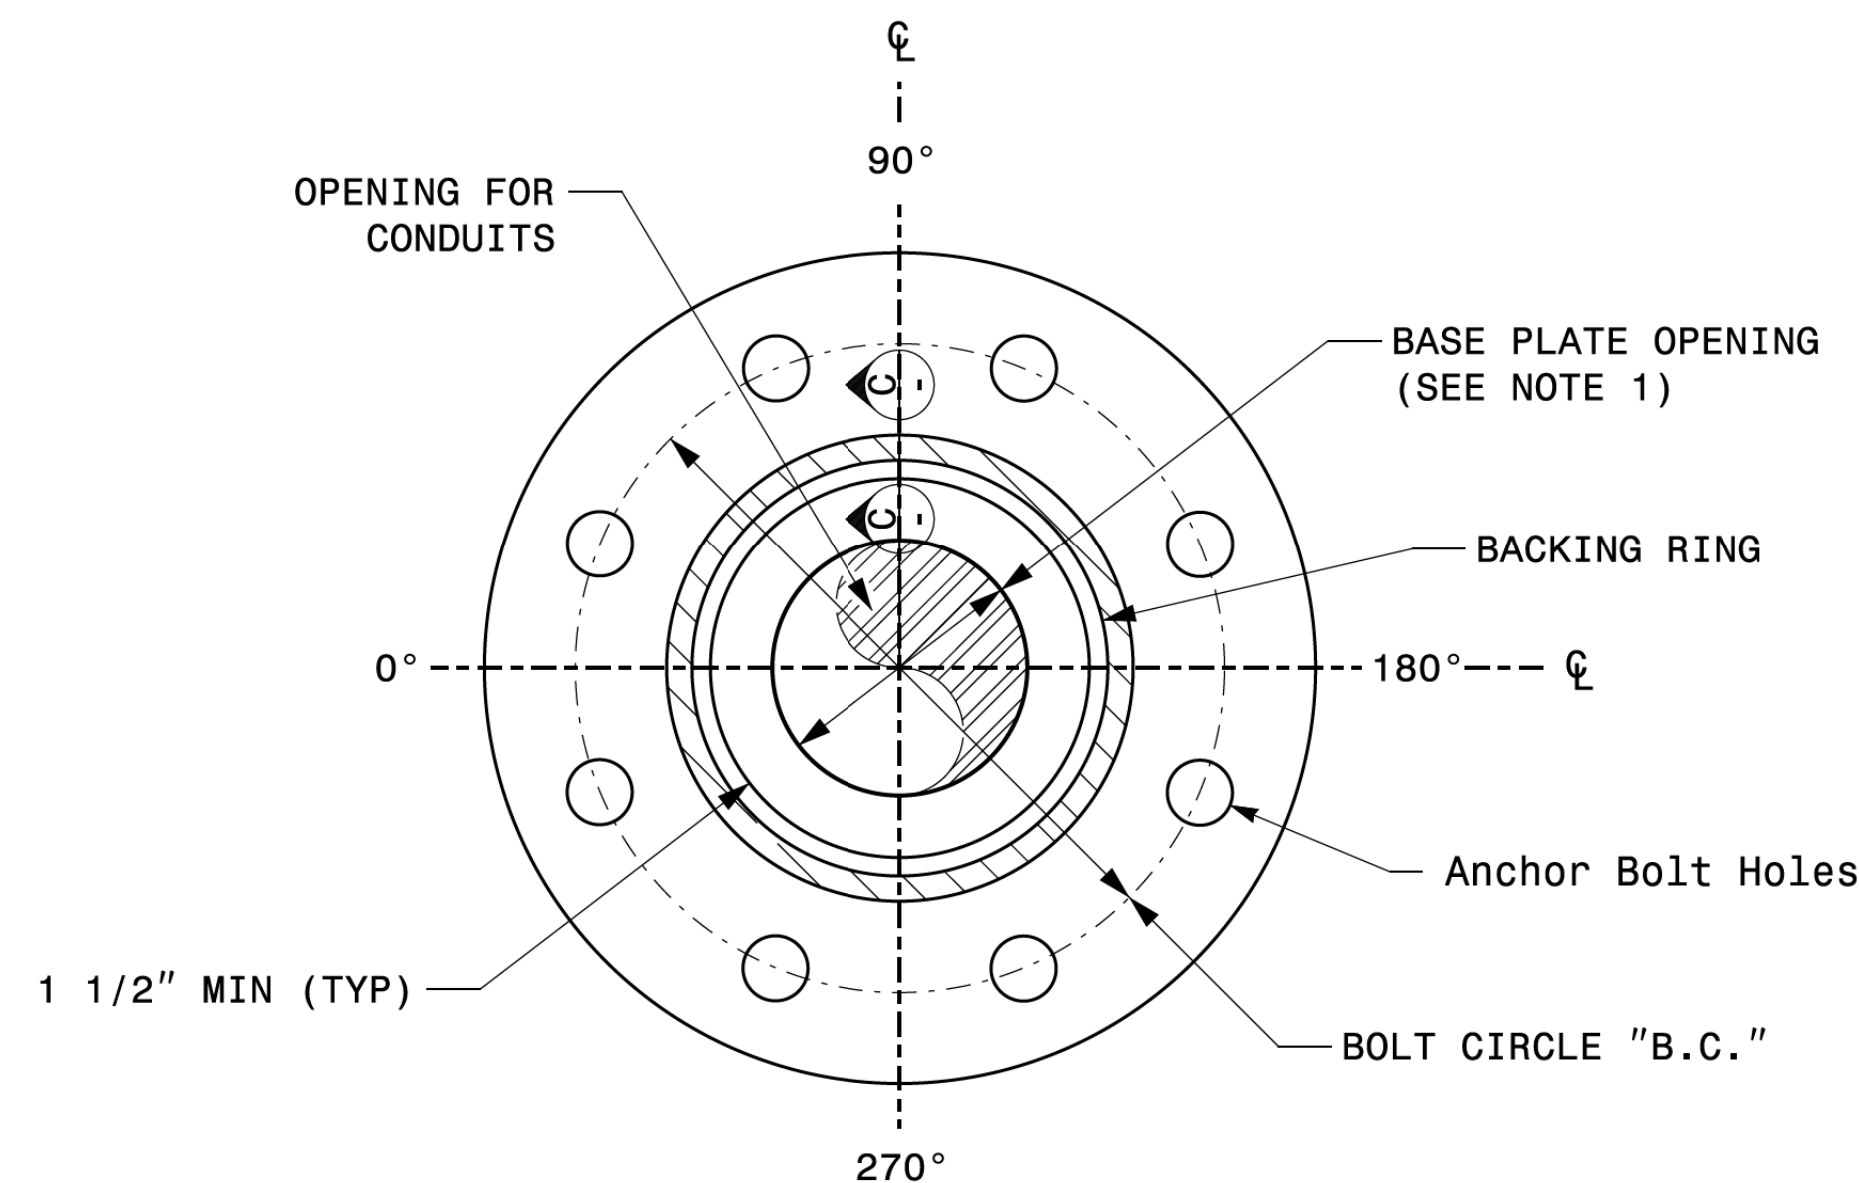 ℄
90°
OPENING FOR
CONDUITS
BASE PLATE OPENING
(SEE NOTE 1)
C -
C -
BACKING RING
0°
180°
℄
Anchor Bolt Holes
1 1/2" MIN (TYP)
BOLT CIRCLE "B.C."
270°